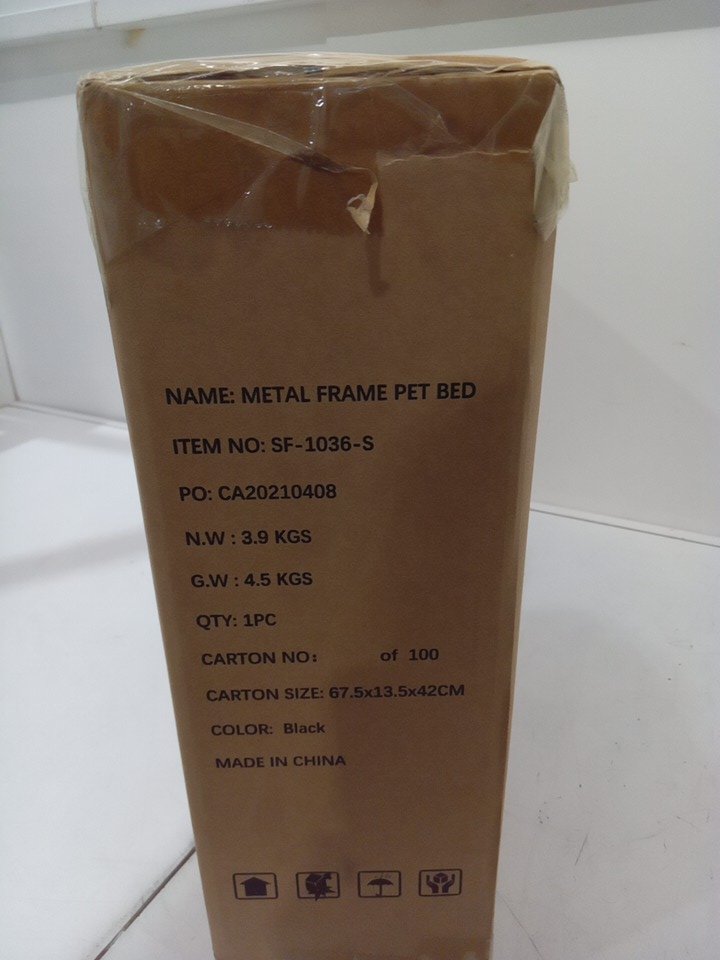 NAME: METAL FRAME PET BED
ITEM NO: SF-1036-S
PO: CA20210408
N.W : 3.9 KGS
G.W : 4.5 KGS
QTY: 1PC
CARTON NO: of 100
CARTON SIZE: 67.5x13.5x42CM
COLOR: Black
MADE IN CHINA